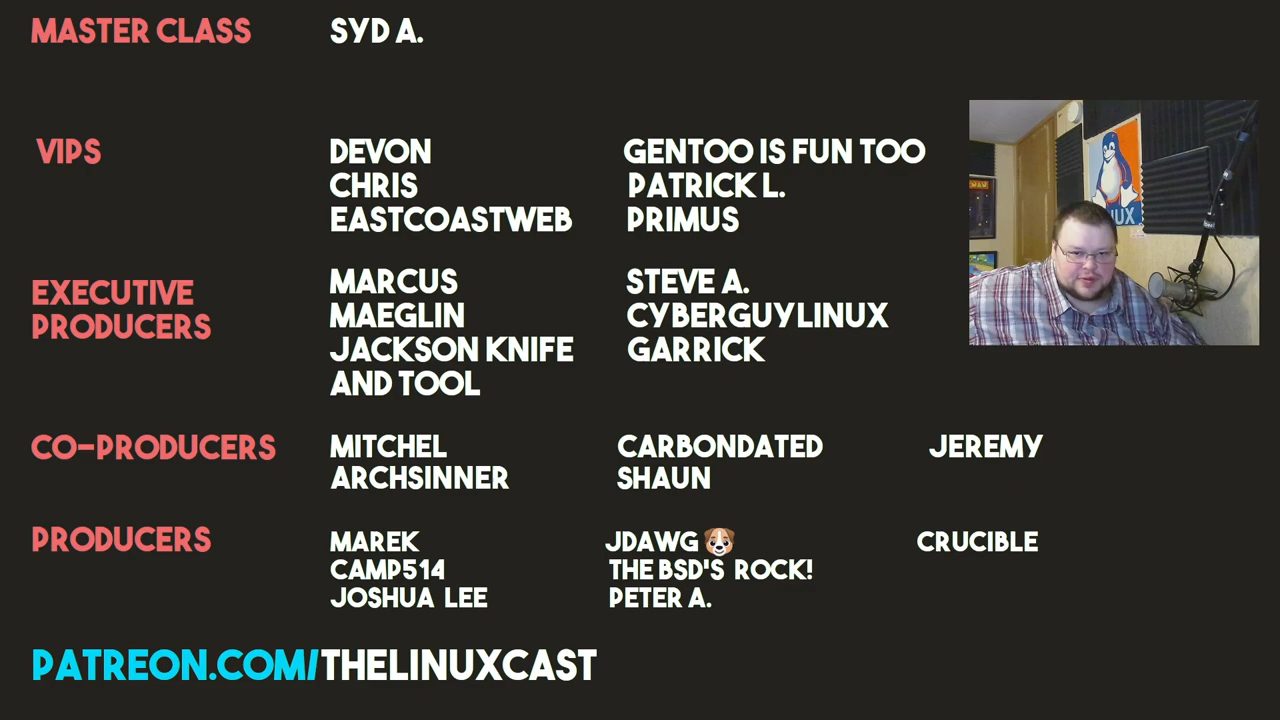 MASTER CLASS SYD A.
VIPS DEVON GENTOO IS FUN TOO
CHRIS PATRICK L.
EASTCOASTWEB PRIMUS
EXECUTIVE PRODUCERS
MARCUS STEVE A.
MAEGLIN CYBERGUYLINUX
JACKSON KNIFE GARRICK
AND TOOL
CO-PRODUCERS MITCHEL CARBONDATED JEREMY
ARCHSINNER SHAUN
PRODUCERS MAREK JDAWG🐶 CRUCIBLE
CAMP514 THE BSD'S ROCK!
JOSHUA LEE PETER A.
PATREON.COM/THELINUXCAST
UX